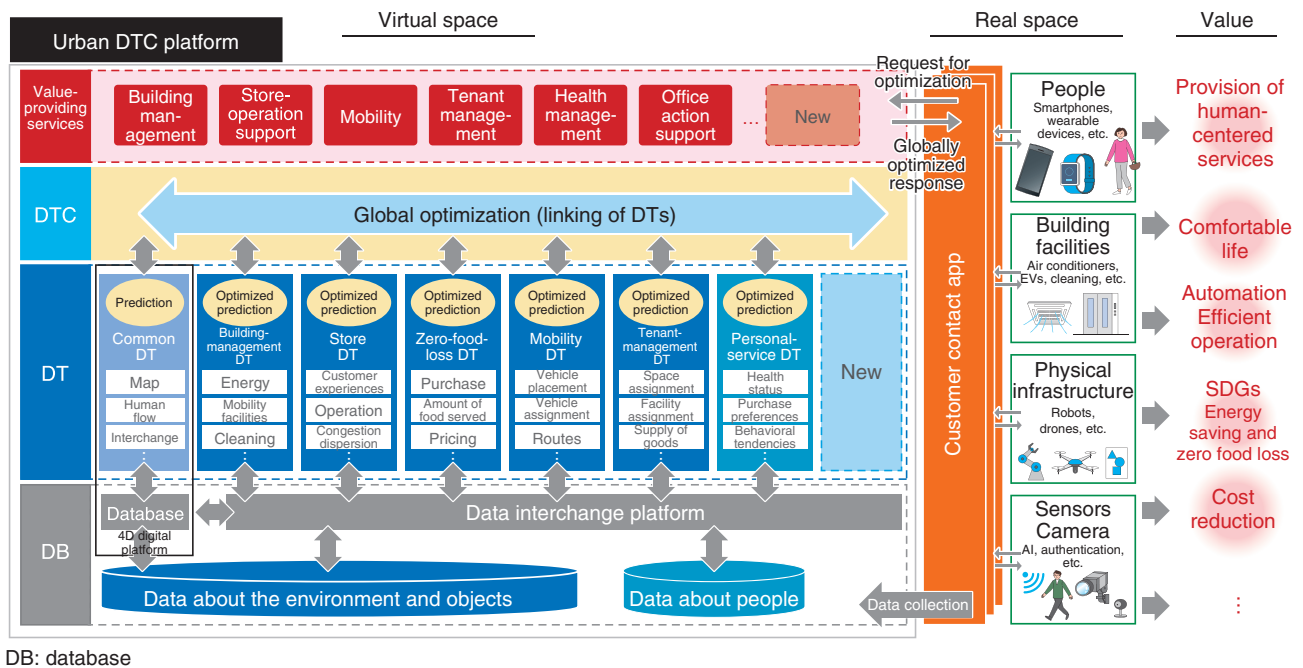 Urban DTC platform
Virtual space
Real space
Value
Value-
providing
services
Building
man-
agement
Store-
operation
support
Mobility
Tenant
manage-
ment
Health
manage-
ment
Office
action
support
...
New
Request for
optimization
Globally
optimized
response
DTC
Global optimization (linking of DTs)
DT
Prediction
Common
DT
Map
Human
flow
Interchange
Optimized
prediction
Building-
management
DT
Energy
Mobility
facilities
Cleaning
Optimized
prediction
Store
DT
Customer
experiences
Operation
Congestion
dispersion
Optimized
prediction
Zero-food-
loss DT
Purchase
Amount of
food served
Pricing
Optimized
prediction
Mobility
DT
Vehicle
placement
Vehicle
assignment
Routes
Optimized
prediction
Tenant-
management
DT
Space
assignment
Facility
assignment
Supply of
goods
Optimized
prediction
Personal-
service DT
Health
status
Purchase
preferences
Behavioral
tendencies
New
DB
Database
4D digital
platform
Data interchange platform
Data about the environment and objects
Data about people
Data collection
Customer contact app
People
Smartphones,
wearable
devices, etc.
Building
facilities
Air conditioners,
EVs, cleaning, etc.
Physical
infrastructure
Robots,
drones, etc.
Sensors
Camera
AI, authentication,
etc.
Provision of
human-
centered
services
Comfortable
life
Automation
Efficient
operation
SDGs
Energy
saving and
zero food loss
Cost
reduction
⋮
DB: database